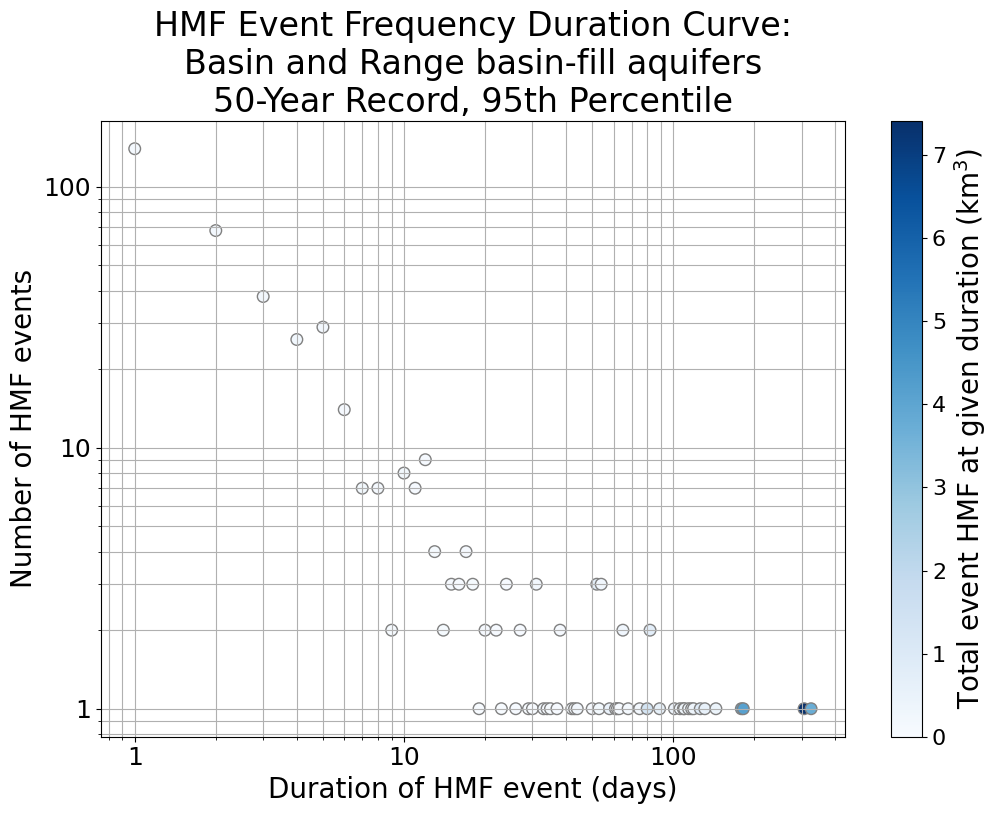 HMF Event Frequency Duration Curve:
Basin and Range basin-fill aquifers
50-Year Record, 95th Percentile
Number of HMF events
100
10
1
1
10
100
Duration of HMF event (days)
7
6
5
4
3
2
1
0
Total event HMF at given duration (km³)